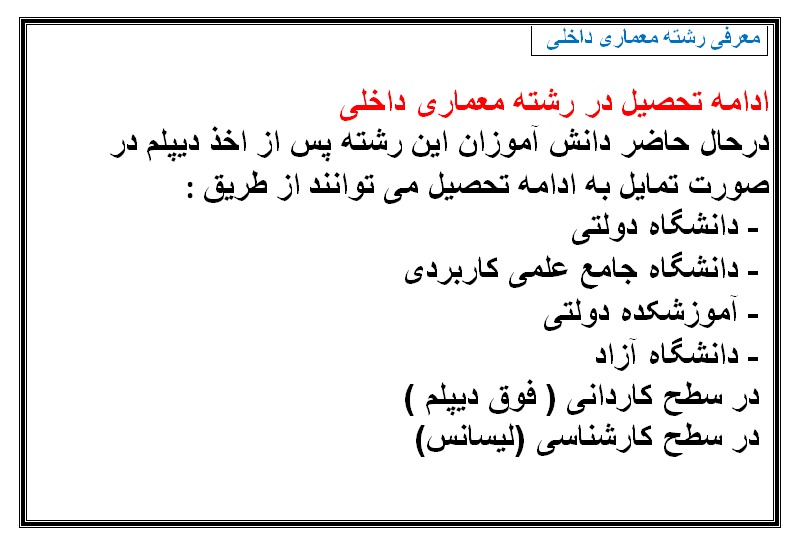 معرفی رشته معماری داخلی
ادامه تحصیل در رشته معماری داخلی
درحال حاضر دانش آموزان این رشته پس از اخذ دیپلم در
صورت تمایل به ادامه تحصیل می توانند از طریق :
- دانشگاه دولتی
- دانشگاه جامع علمی کاربردی
- آموزشکده دولتی
- دانشگاه آزاد
در سطح کاردانی ( فوق دیپلم )
در سطح کارشناسی (لیسانس)